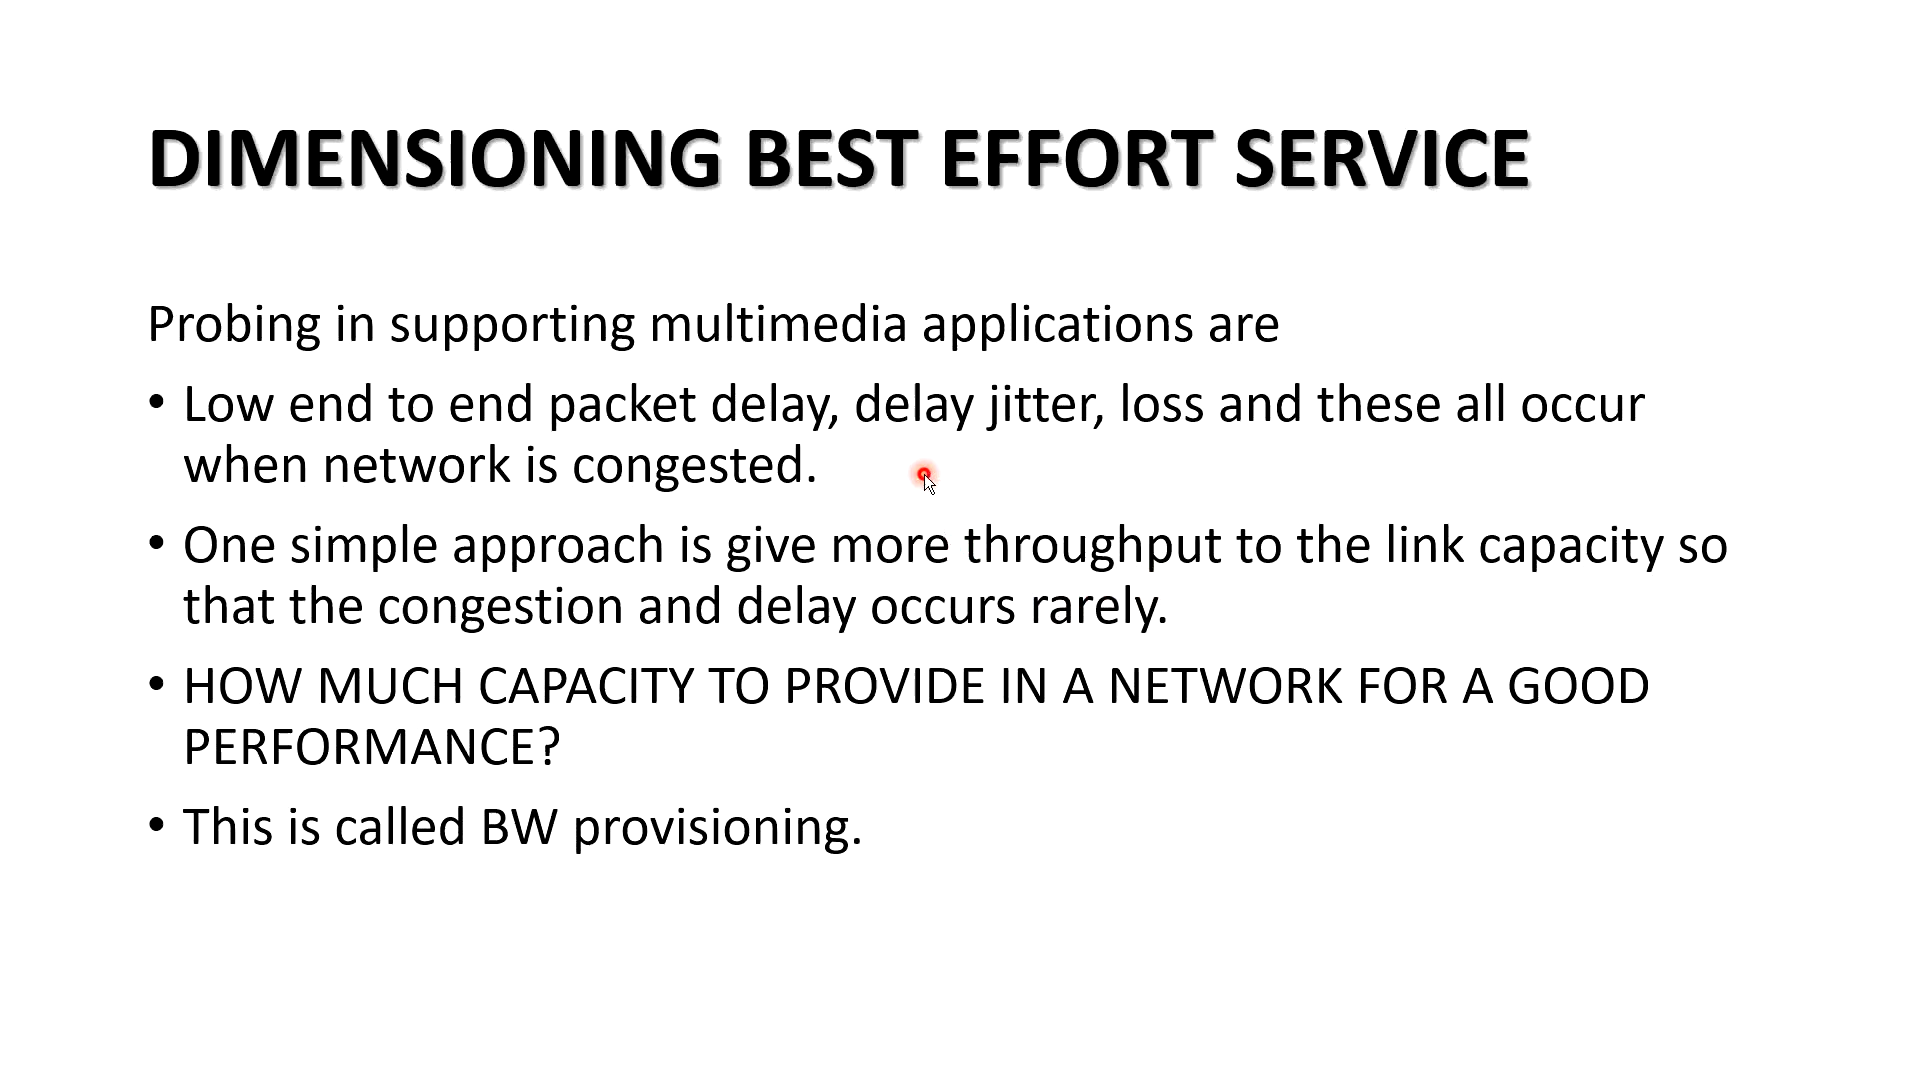 DIMENSIONING BEST EFFORT SERVICE
Probing in supporting multimedia applications are
• Low end to end packet delay, delay jitter, loss and these all occur
when network is congested.
• One simple approach is give more throughput to the link capacity so
that the congestion and delay occurs rarely.
• HOW MUCH CAPACITY TO PROVIDE IN A NETWORK FOR A GOOD
PERFORMANCE?
• This is called BW provisioning.